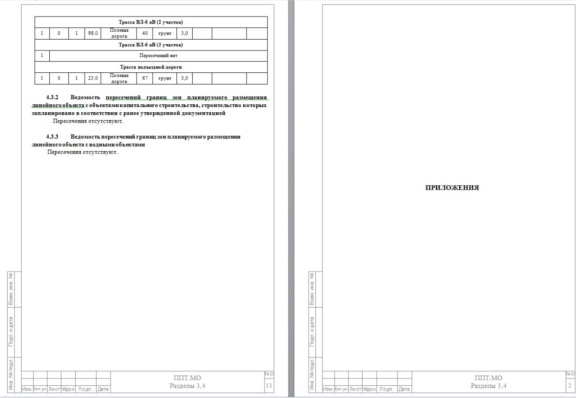 Трасса ВЛ-6 кВ (2 участок)
1 0 1 98.0 Полевая дорога 40 грунт 3,0
Трасса ВЛ-6 кВ (3 участок)
1 Пересечений нет
Трасса подъездной дороги
1 0 1 23.0 Полевая дорога 67 грунт 3,0
4.3.2 Ведомость пересечений границ зон планируемого размещения
линейного объекта с объектами капитального строительства, строительство которых
запланировано в соответствии с ранее утвержденной документацией
Пересечения отсутствуют.
4.3.3 Ведомость пересечений границ зон планируемого размещения
линейного объекта с водными объектами
Пересечения отсутствуют.
Взам. инв. №
Подп. и дата
Инв. № подл.
Изм. Кол.уч. Лист №док. Подп. Дата
ППТ.МО
Разделы 3,4
Лист
13
ПРИЛОЖЕНИЯ
Взам. инв. №
Подп. и дата
Инв. № подл.
Изм. Кол.уч. Лист №док. Подп. Дата
ППТ.МО
Разделы 3,4
Лист
2